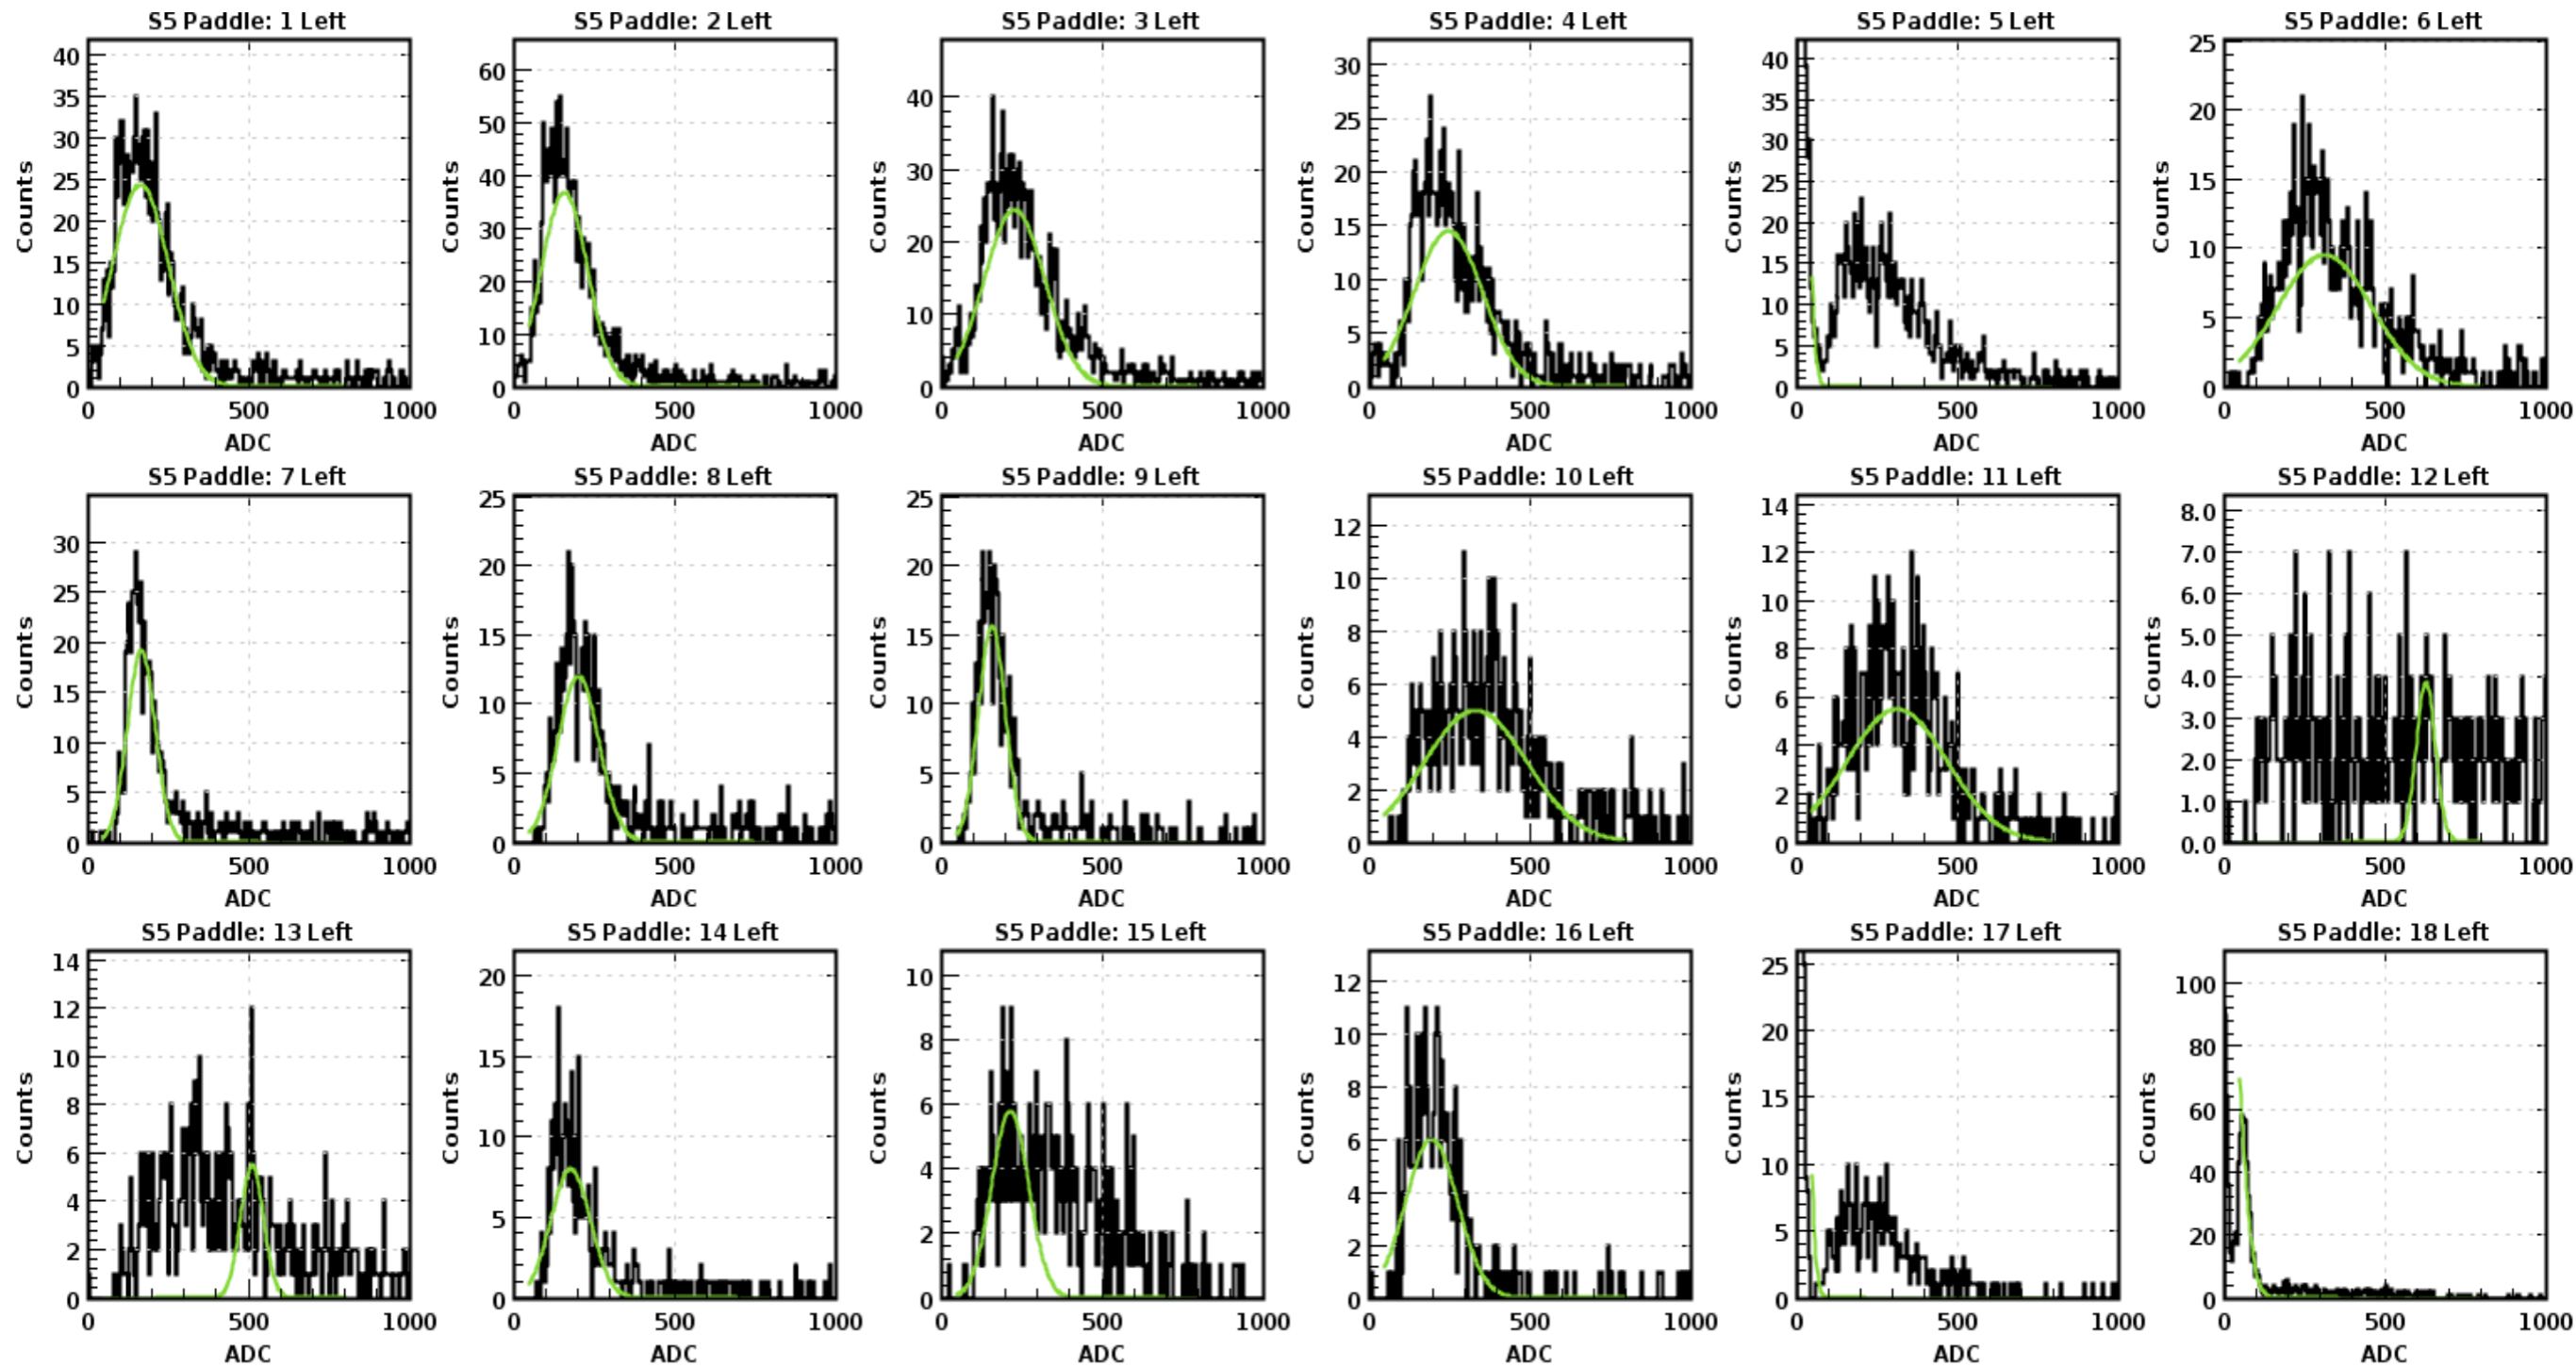 S5 Paddle: 1 Left
40
35
30
25
20
15
10
5
0
0 500 1000
Counts
ADC
S5 Paddle: 2 Left
60
50
40
30
20
10
0
0 500 1000
Counts
ADC
S5 Paddle: 3 Left
40
30
20
10
0
0 500 1000
Counts
ADC
S5 Paddle: 4 Left
30
25
20
15
10
5
0
0 500 1000
Counts
ADC
S5 Paddle: 5 Left
40
35
30
25
20
15
10
5
0
0 500 1000
Counts
ADC
S5 Paddle: 6 Left
25
20
15
10
5
0
0 500 1000
Counts
ADC
S5 Paddle: 7 Left
30
25
20
15
10
5
0
0 500 1000
Counts
ADC
S5 Paddle: 8 Left
25
20
15
10
5
0
0 500 1000
Counts
ADC
S5 Paddle: 9 Left
25
20
15
10
5
0
0 500 1000
Counts
ADC
S5 Paddle: 10 Left
12
10
8
6
4
2
0
0 500 1000
Counts
ADC
S5 Paddle: 11 Left
14
12
10
8
6
4
2
0
0 500 1000
Counts
ADC
S5 Paddle: 12 Left
8.0
7.0
6.0
5.0
4.0
3.0
2.0
1.0
0.0
0 500 1000
Counts
ADC
S5 Paddle: 13 Left
14
12
10
8
6
4
2
0
0 500 1000
Counts
ADC
S5 Paddle: 14 Left
20
15
10
5
0
0 500 1000
Counts
ADC
S5 Paddle: 15 Left
10
8
6
4
2
0
0 500 1000
Counts
ADC
S5 Paddle: 16 Left
12
10
8
6
4
2
0
0 500 1000
Counts
ADC
S5 Paddle: 17 Left
25
20
15
10
5
0
0 500 1000
Counts
ADC
S5 Paddle: 18 Left
100
80
60
40
20
0
0 500 1000
Counts
ADC